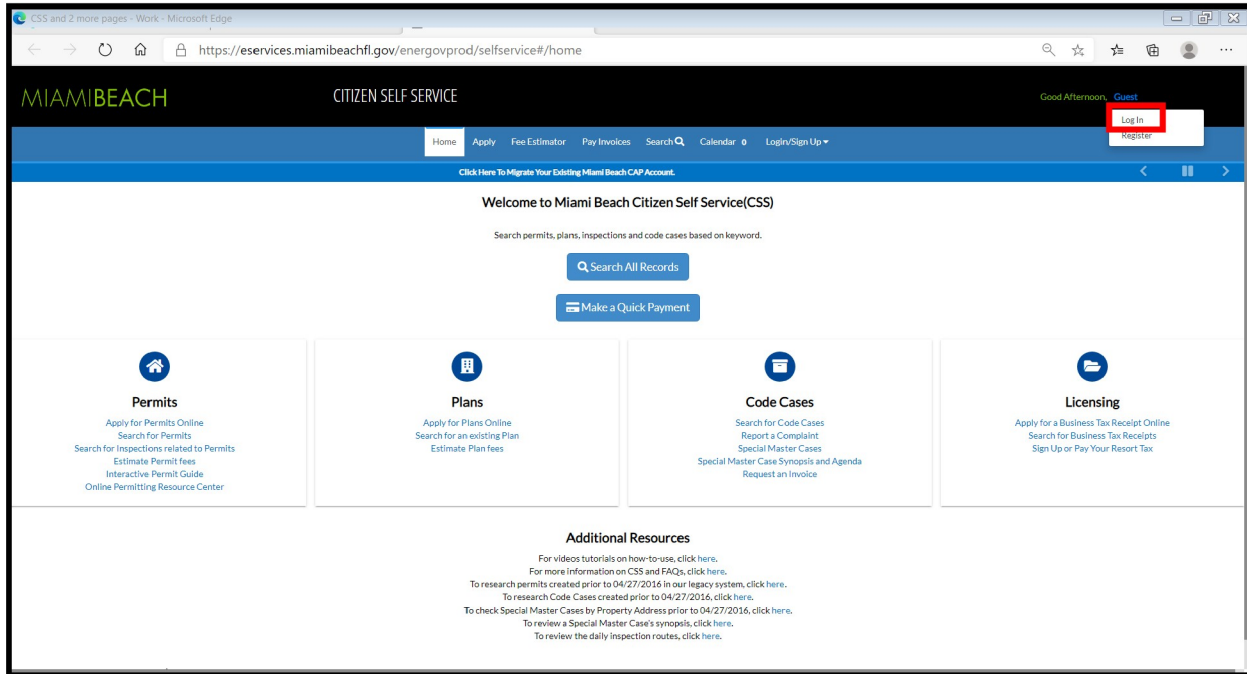 CSS and 2 more pages - Work - Microsoft Edge
https://eservices.miamibeachfl.gov/energovprod/selfservice#/home
MIAMIBEACH
CITIZEN SELF SERVICE
Good Afternoon, Guest
Log In
Register
Home Apply Fee Estimator Pay Invoices Search Calendar 0 Login/Sign Up
Click Here To Migrate Your Existing Miami Beach CAP Account.
Welcome to Miami Beach Citizen Self Service(CSS)
Search permits, plans, inspections and code cases based on keyword.
Search All Records
Make a Quick Payment
Permits
Apply for Permits Online
Search for Permits
Search for Inspections related to Permits
Estimate Permit fees
Interactive Permit Guide
Online Permitting Resource Center
Plans
Apply for Plans Online
Search for an existing Plan
Estimate Plan fees
Code Cases
Search for Code Cases
Report a Complaint
Special Master Cases
Special Master Case Synopsis and Agenda
Request an Invoice
Licensing
Apply for a Business Tax Receipt Online
Search for Business Tax Receipts
Sign Up or Pay Your Resort Tax
Additional Resources
For videos tutorials on how-to-use, click here.
For more information on CSS and FAQs, click here.
To research permits created prior to 04/27/2016 in our legacy system, click here.
To research Code Cases created prior to 04/27/2016, click here.
To check Special Master Cases by Property Address prior to 04/27/2016, click here.
To review a Special Master Case's synopsis, click here.
To review the daily inspection routes, click here.